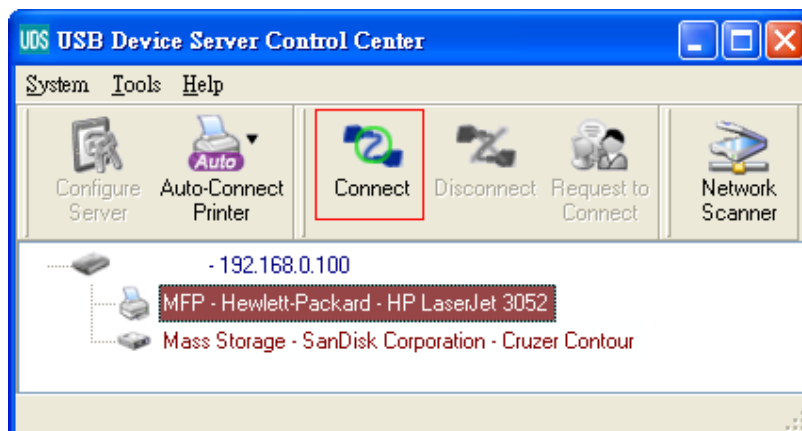 UDS USB Device Server Control Center
System Tools Help
Auto
Configure Server
Auto-Connect Printer
Connect
Disconnect
Request to Connect
Network Scanner
- 192.168.0.100
MFP - Hewlett-Packard - HP LaserJet 3052
Mass Storage - SanDisk Corporation - Cruzer Contour